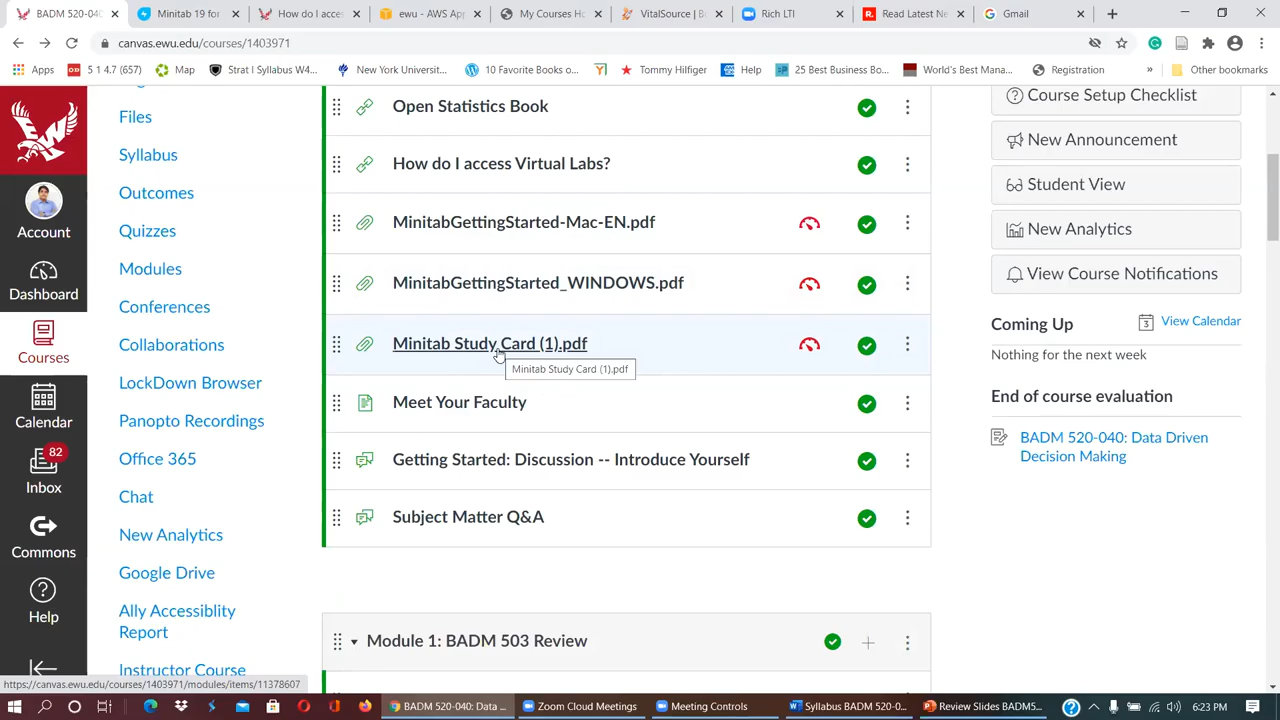 BADM 520-040: Data D
Minitab 19 for
How do I acces
ewu - AWS App
My Courses Ho
VitalSource | Bu
Rich LTI
Read Latest Ne
Gmail
canvas.ewu.edu/courses/1403971
Apps
5 1 4.7 (657)
Map
Strat I Syllabus W4...
New York Universit...
10 Favorite Books o...
Tommy Hilfiger
Help
25 Best Business Bo...
World's Best Mana...
Registration
»
Other bookmarks
Account
Dashboard
Courses
Calendar
82
Inbox
Commons
Help
Files
Syllabus
Outcomes
Quizzes
Modules
Conferences
Collaborations
LockDown Browser
Panopto Recordings
Office 365
Chat
New Analytics
Google Drive
Ally Accessiblity
Report
Instructor Course
Open Statistics Book
How do I access Virtual Labs?
MinitabGettingStarted-Mac-EN.pdf
MinitabGettingStarted_WINDOWS.pdf
Minitab Study Card (1).pdf
Minitab Study Card (1).pdf
Meet Your Faculty
Getting Started: Discussion -- Introduce Yourself
Subject Matter Q&A
Module 1: BADM 503 Review
Course Setup Checklist
New Announcement
Student View
New Analytics
View Course Notifications
Coming Up
3
View Calendar
Nothing for the next week
End of course evaluation
BADM 520-040: Data Driven
Decision Making
https://canvas.ewu.edu/courses/1403971/modules/items/11378607
BADM 520-040: Data ...
Zoom Cloud Meetings
Meeting Controls
Syllabus BADM 520-0...
Review Slides BADM5...
6:23 PM